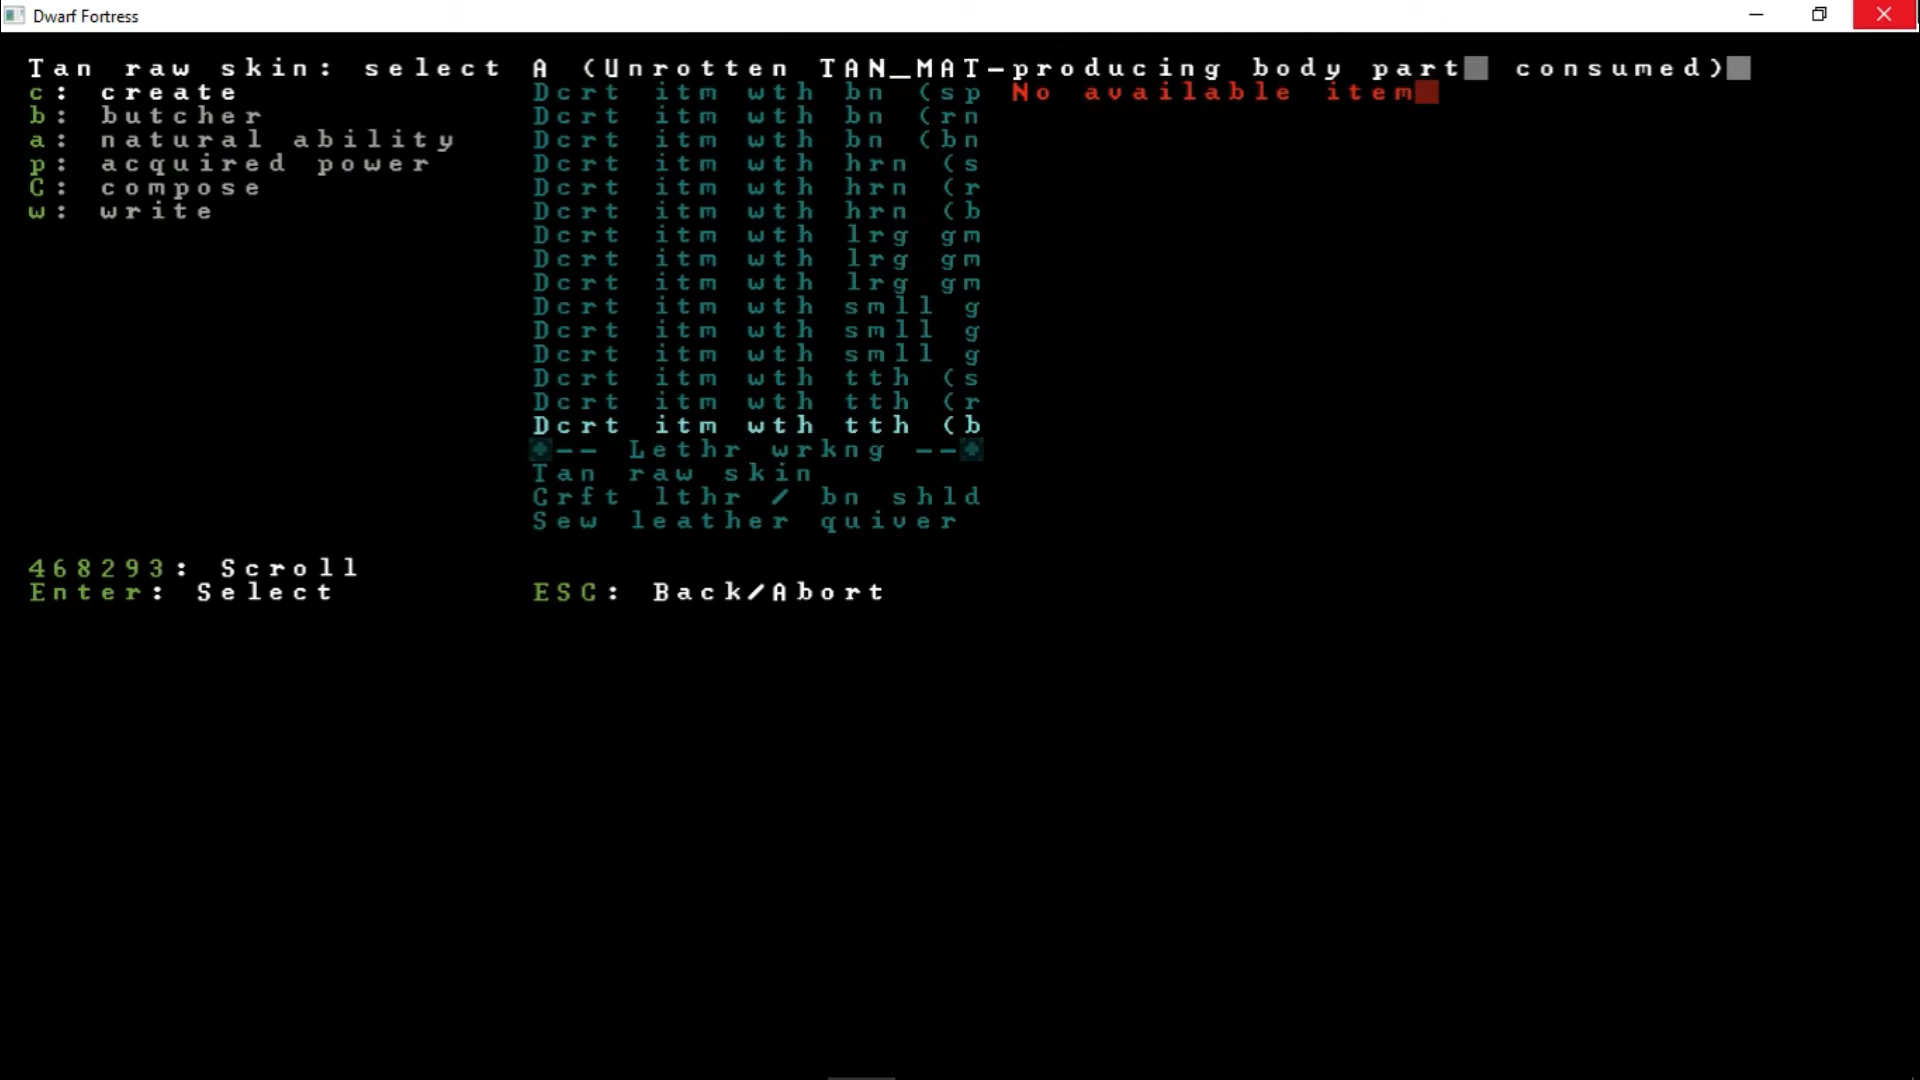 Dwarf Fortress
Tan raw skin: select A (Unrotten TAN_MAT-producing body part consumed)
c: create
b: butcher
a: natural ability
p: acquired power
C: compose
w: write
Dcrt itm wth bn (sp
Dcrt itm wth bn (rn
Dcrt itm wth bn (bn
Dcrt itm wth hrn (s
Dcrt itm wth hrn (r
Dcrt itm wth hrn (b
Dcrt itm wth lrg gm
Dcrt itm wth lrg gm
Dcrt itm wth lrg gm
Dcrt itm wth smll g
Dcrt itm wth smll g
Dcrt itm wth smll g
Dcrt itm wth tth (s
Dcrt itm wth tth (r
Dcrt itm wth tth (b
-- Lethr wrkng --
Tan raw skin
Crft lthr / bn shld
Sew leather quiver
No available item
468293: Scroll
Enter: Select
ESC: Back/Abort